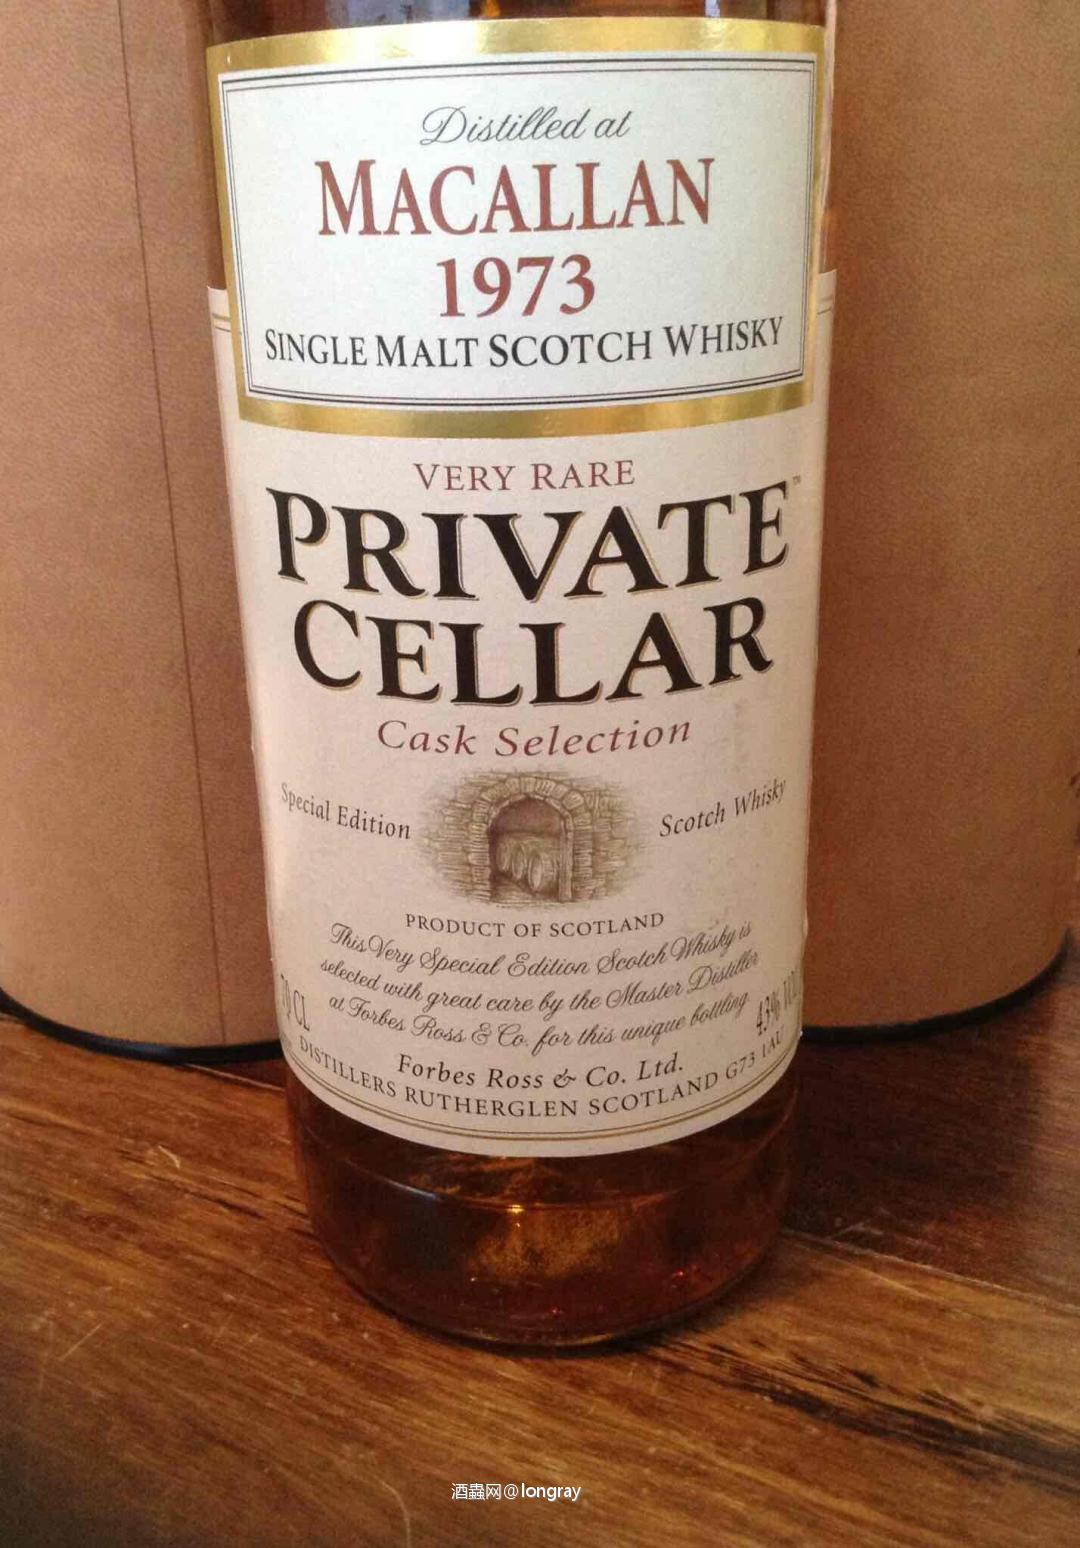 Distilled at
MACALLAN
1973
SINGLE MALT SCOTCH WHISKY
VERY RARE
PRIVATE™
CELLAR
Cask Selection
Special Edition
Scotch Whisky
PRODUCT OF SCOTLAND
This Very Special Edition Scotch Whisky is
selected with great care by the Master Distiller
at Forbes Ross & Co. for this unique bottling.
70 CL
43% VOL
Forbes Ross & Co. Ltd.
DISTILLERS RUTHERGLEN SCOTLAND G73 1AU
酒蟲网@longray